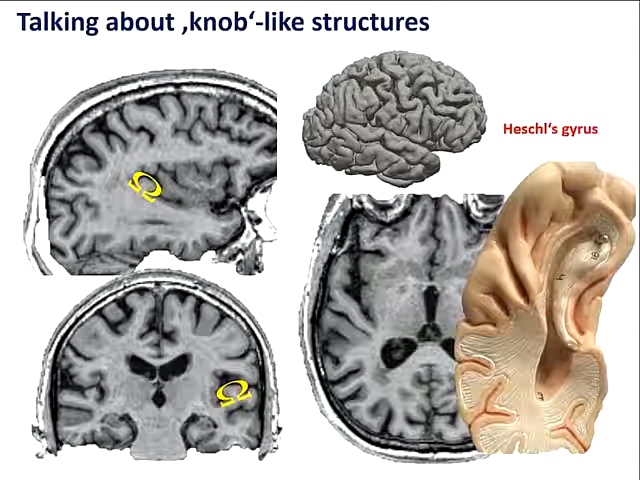 Talking about ‚knob‘-like structures
Heschl‘s gyrus
Ω
Ω